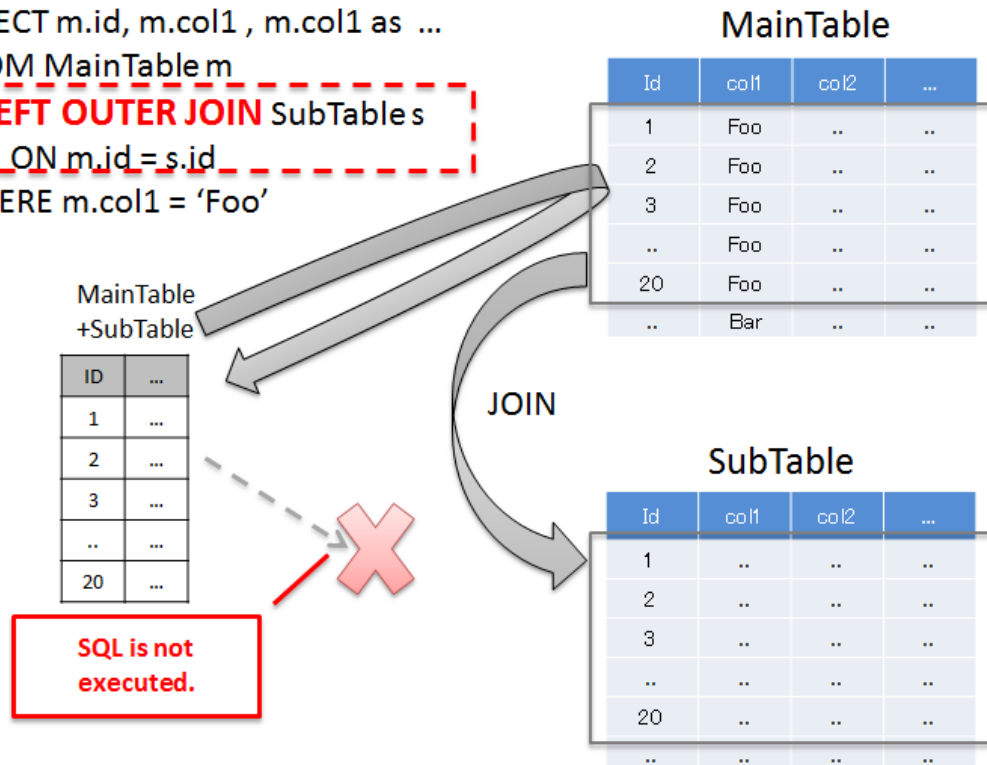 ECT m.id, m.col1 , m.col1 as ...
OM MainTable m
EFT OUTER JOIN SubTable s
ON m.id = s.id
ERE m.col1 = ‘Foo’
MainTable
Id col1 col2 ...
1 Foo .. ..
2 Foo .. ..
3 Foo .. ..
.. Foo .. ..
20 Foo .. ..
.. Bar .. ..
MainTable
+SubTable
ID ...
1 ...
2 ...
3 ...
.. ...
20 ...
JOIN
SQL is not
executed.
SubTable
Id col1 col2 ...
1 .. .. ..
2 .. .. ..
3 .. .. ..
.. .. .. ..
20 .. .. ..
.. .. .. ..